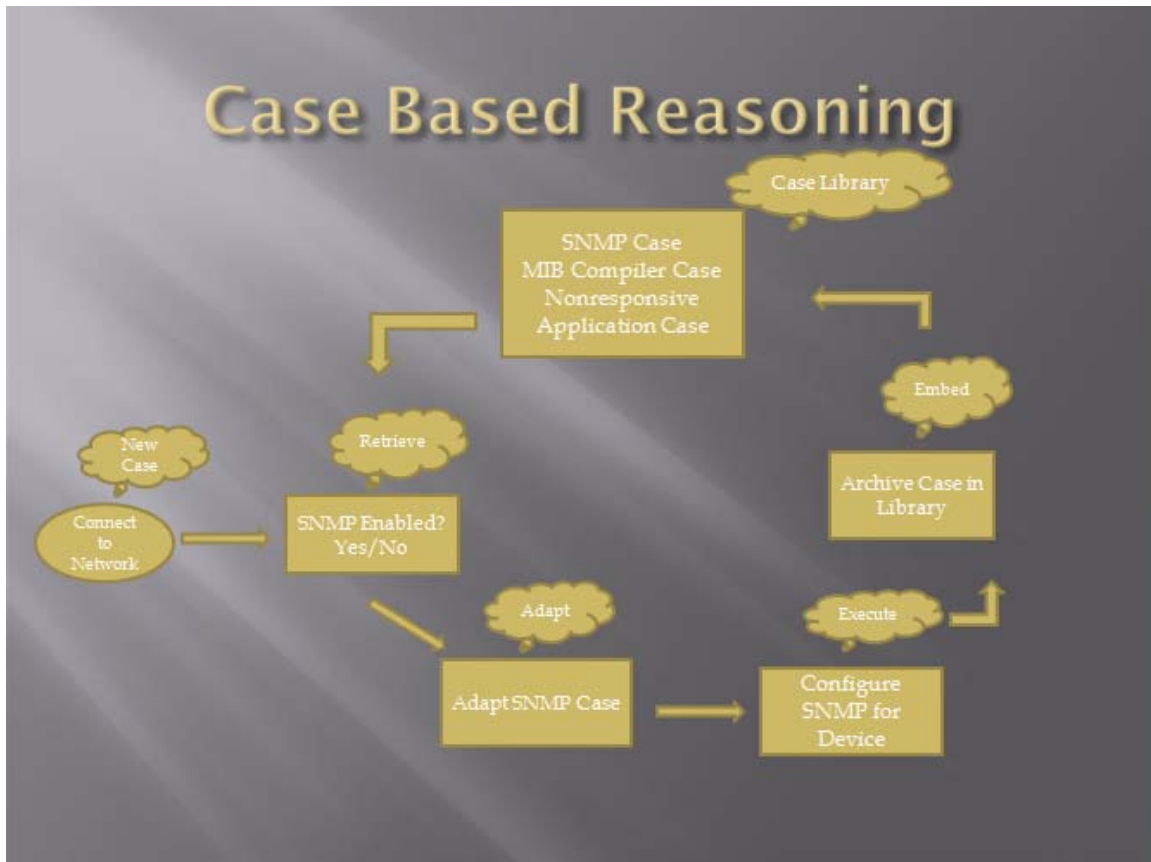 Case Based Reasoning
Case Library
SNMP Case
MIB Compiler Case
Nonresponsive
Application Case
New
Case
Connect
to
Network
Retrieve
SNMP Enabled?
Yes/No
Adapt
Adapt SNMP Case
Execute
Configure
SNMP for
Device
Embed
Archive Case in
Library